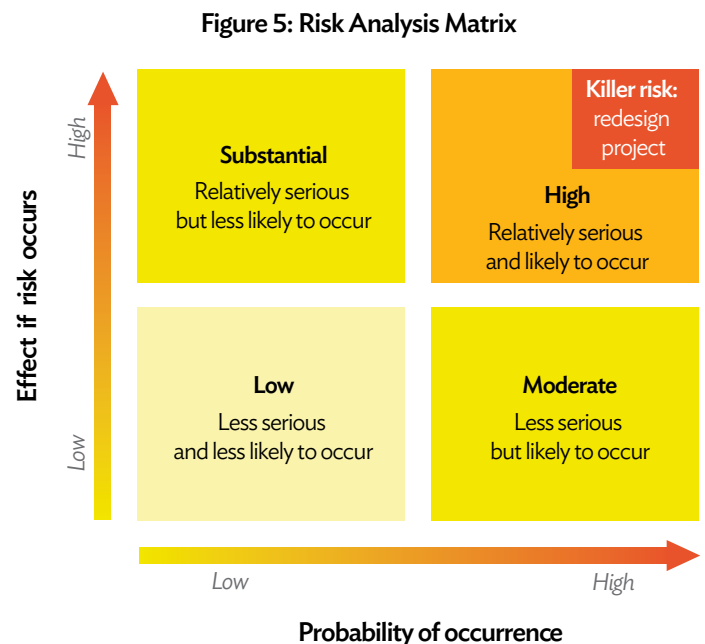 Figure 5: Risk Analysis Matrix
Killer risk:
redesign
project
Substantial
Relatively serious
but less likely to occur
High
Relatively serious
and likely to occur
Low
Less serious
and less likely to occur
Moderate
Less serious
but likely to occur
Effect if risk occurs
High
Low
Low
High
Probability of occurrence